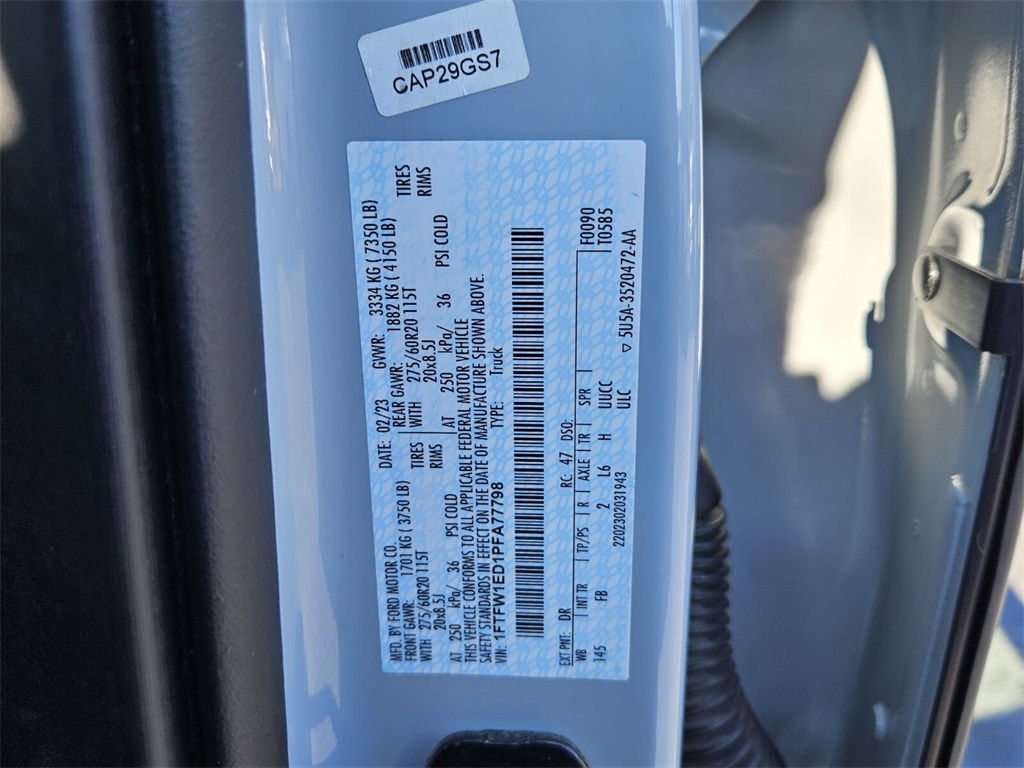 CAP29GS7
MFD. BY FORD MOTOR CO.
DATE: 02/23 GVWR: 3334 KG ( 7350 LB)
FRONT GAWR: 1701 KG ( 3750 LB)
REAR GAWR: 1882 KG ( 4150 LB)
WITH 275/60R20 115T TIRES
WITH 275/60R20 115T TIRES
20x8.5J RIMS
20x8.5J RIMS
AT 250 kPa/ 36 PSI COLD
AT 250 kPa/ 36 PSI COLD
THIS VEHICLE CONFORMS TO ALL APPLICABLE FEDERAL MOTOR VEHICLE
SAFETY STANDARDS IN EFFECT ON THE DATE OF MANUFACTURE SHOWN ABOVE.
VIN: 1FTFW1ED1PFA77798 TYPE: Truck
F0090
T0585
EXT PNT: DR RC: 47 DSO:
WB INT TR TP/PS R AXLE TR SPR
145 FB 2 L6 H UUCC
2202302031943 ULC
▽ 5U5A-3520472-AA